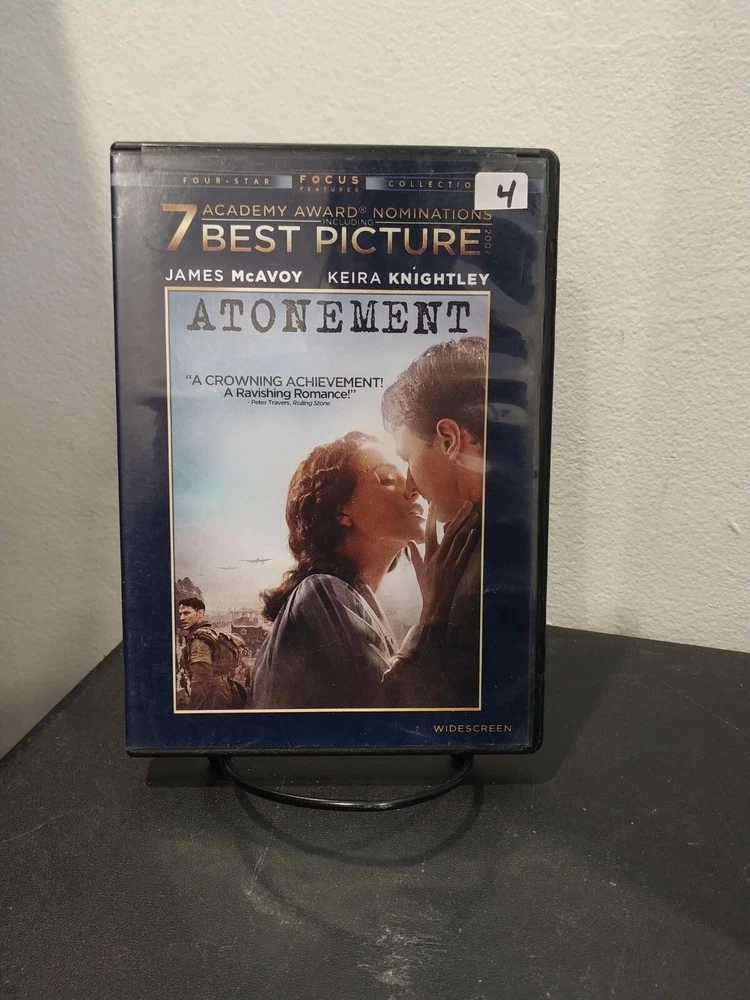 FOUR-STAR FOCUS COLLECTIO
FEATURES
4
7 ACADEMY AWARD® NOMINATIONS
INCLUDING
BEST PICTURE 2007
JAMES McAVOY KEIRA KNIGHTLEY
ATONEMENT
"A CROWNING ACHIEVEMENT!
A Ravishing Romance!"
- Peter Travers, Rolling Stone
WIDESCREEN